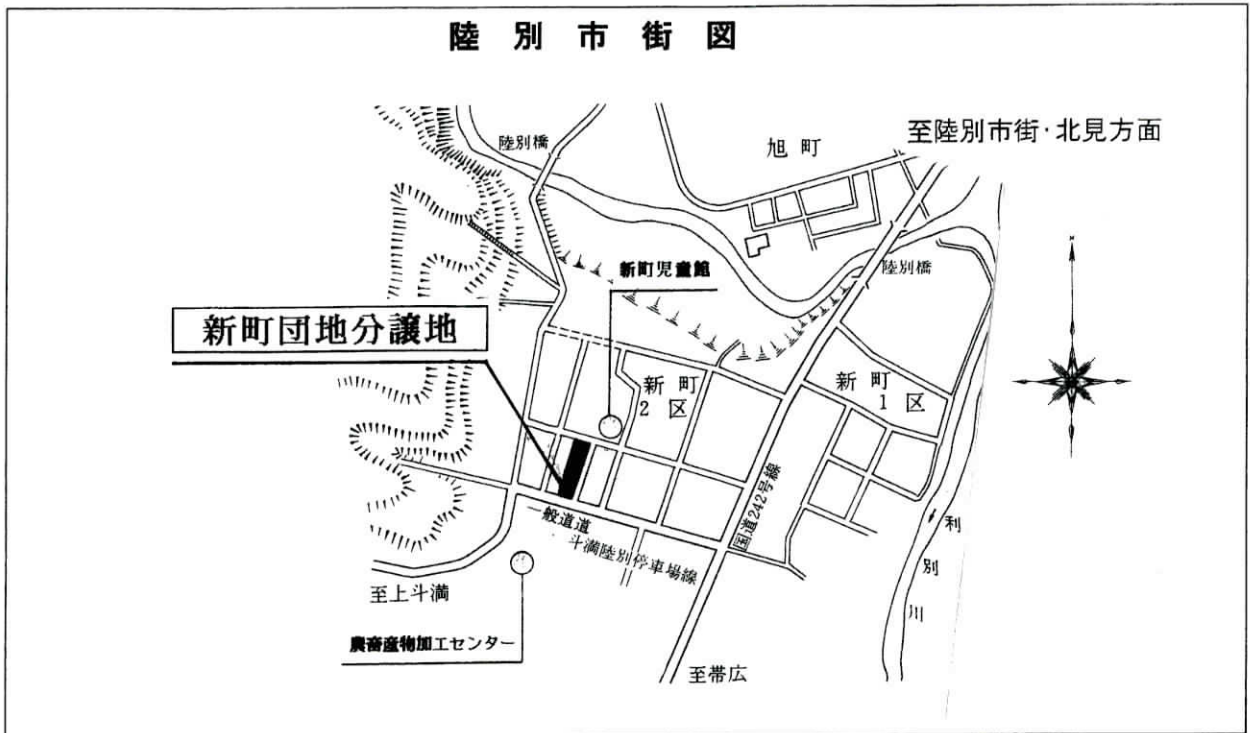 陸別市街図
至陸別市街・北見方面
旭町
陸別橋
陸別橋
新町児童館
新町団地分譲地
新町
2区
新町
1区
国道242号線
一般道道
斗満陸別停車場線
利別川
至上斗満
農畜産物加工センター
至帯広
N